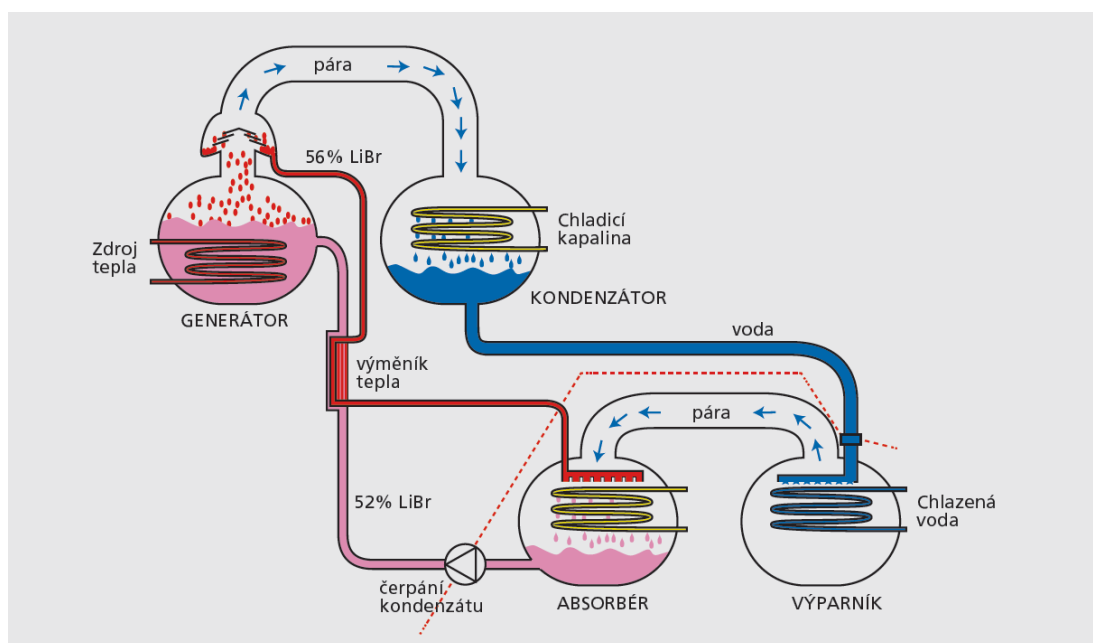 pára
56% LiBr
Chladicí
kapalina
Zdroj
tepla
KONDENZÁTOR
GENERÁTOR
voda
výměník
tepla
pára
52% LiBr
Chlazená
voda
čerpání
kondenzátu
ABSORBÉR
VÝPARNÍK